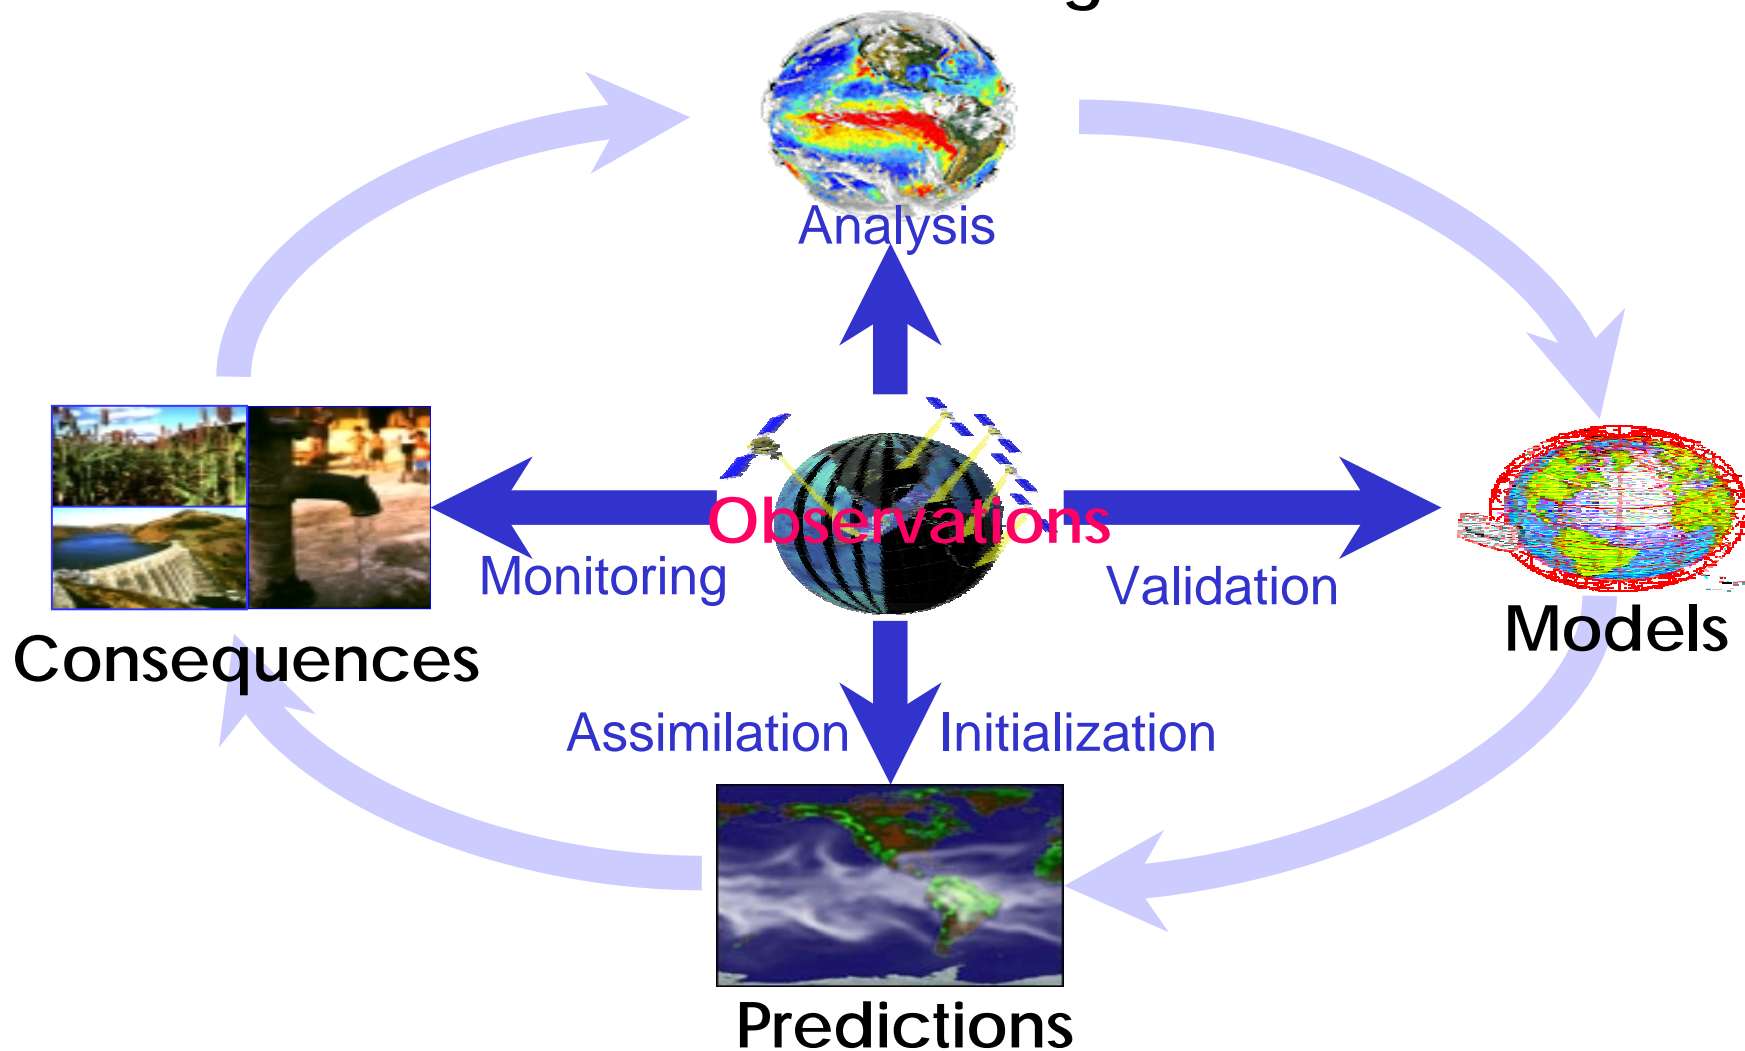 Analysis
Observations
Monitoring
Validation
Models
Consequences
Assimilation
Initialization
Predictions